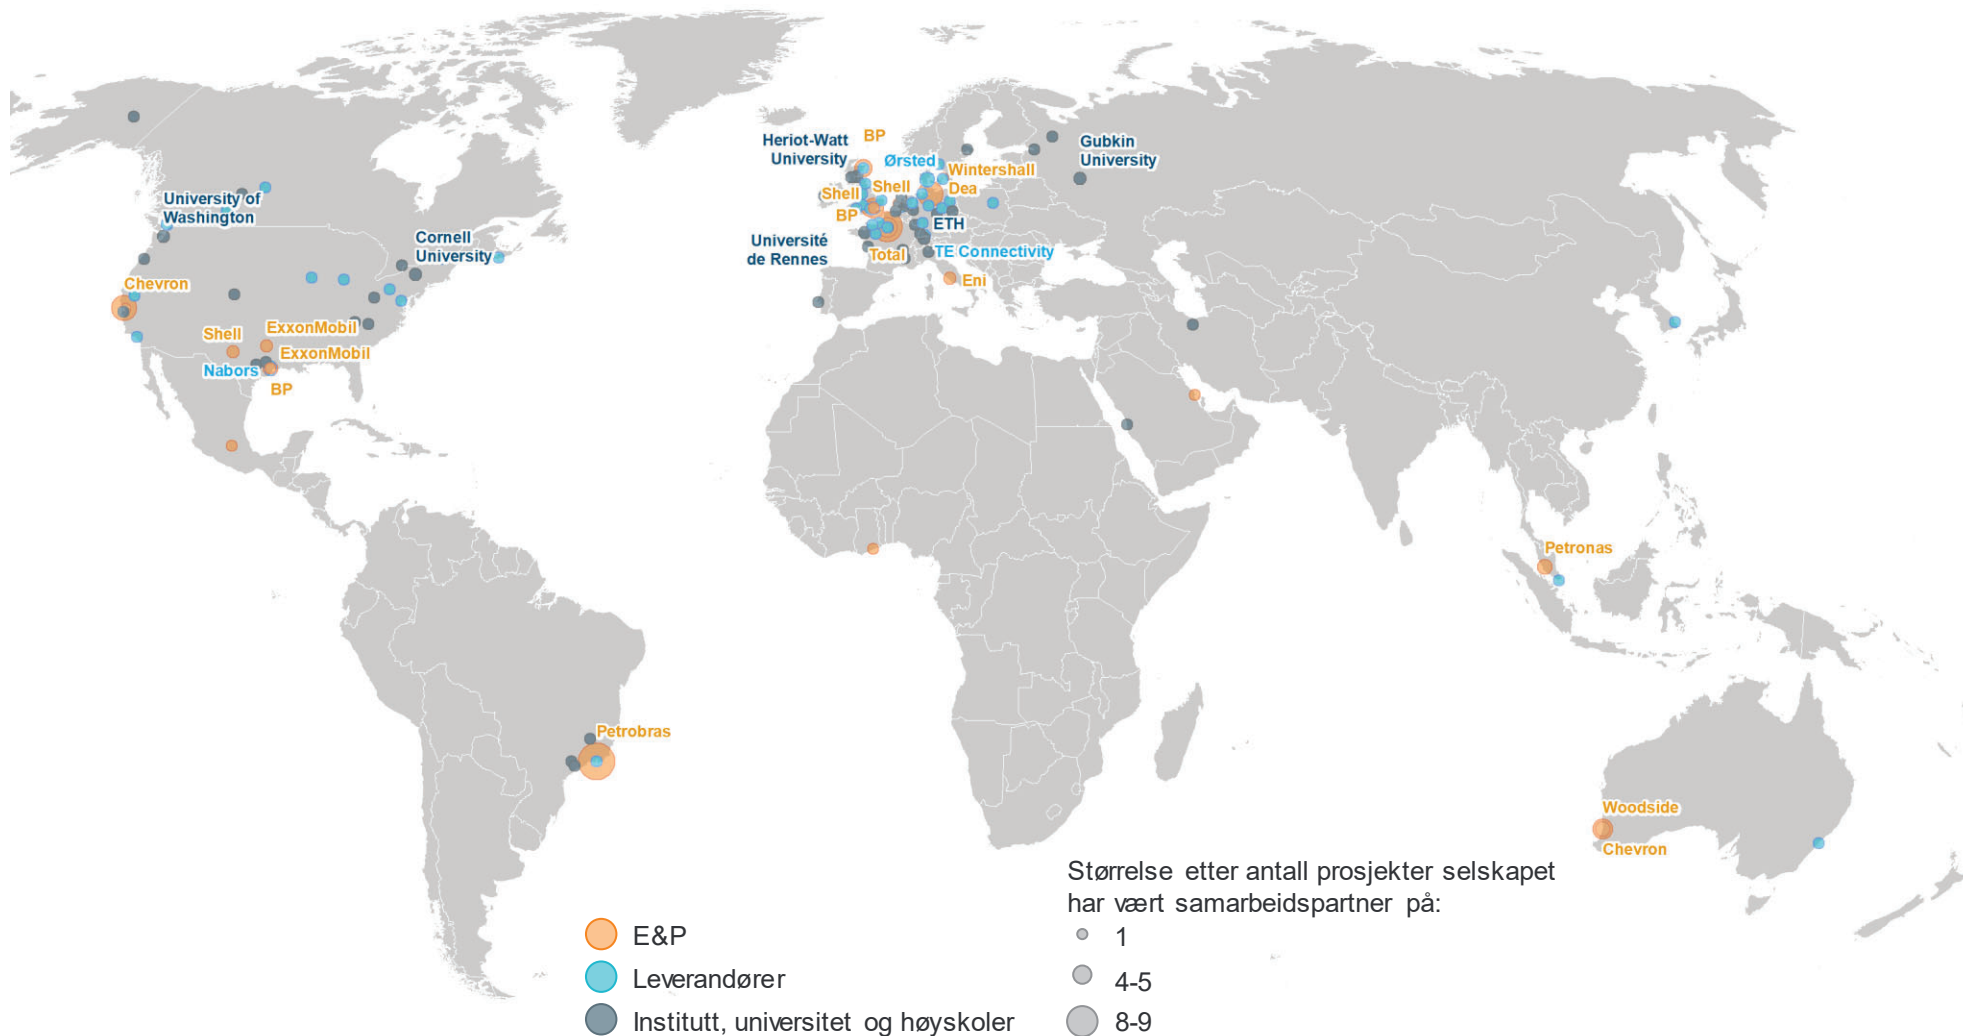 BP
Heriot-Watt
University
Ørsted
Gubkin
University
Wintershall
Dea
Shell
Shell
BP
University of
Washington
ETH
Cornell
University
Université
de Rennes
Total
TE Connectivity
Eni
Chevron
Shell
ExxonMobil
ExxonMobil
Nabors
BP
Petronas
Petrobras
Woodside
Chevron
Størrelse etter antall prosjekter selskapet
har vært samarbeidspartner på:
1
4-5
8-9
E&P
Leverandører
Institutt, universitet og høyskoler